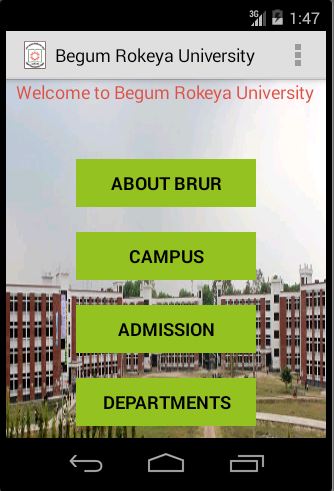 3G 1:47
Begum Rokeya University
Welcome to Begum Rokeya University
ABOUT BRUR
CAMPUS
ADMISSION
DEPARTMENTS